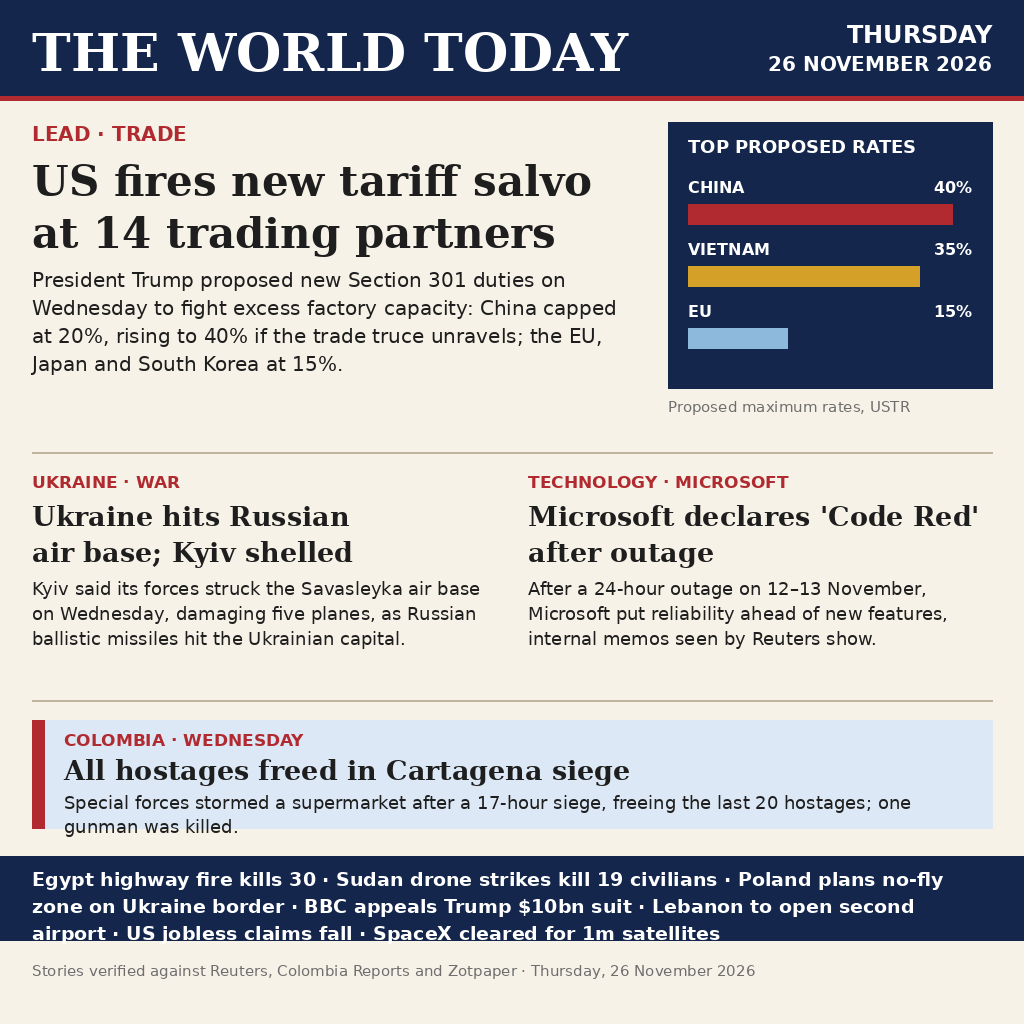 THE WORLD TODAY
THURSDAY
26 NOVEMBER 2026
LEAD · TRADE
US fires new tariff salvo
at 14 trading partners
President Trump proposed new Section 301 duties on
Wednesday to fight excess factory capacity: China capped
at 20%, rising to 40% if the trade truce unravels; the EU,
Japan and South Korea at 15%.
TOP PROPOSED RATES
CHINA 40%
VIETNAM 35%
EU 15%
Proposed maximum rates, USTR
UKRAINE · WAR
Ukraine hits Russian
air base; Kyiv shelled
Kyiv said its forces struck the Savasleyka air base
on Wednesday, damaging five planes, as Russian
ballistic missiles hit the Ukrainian capital.
TECHNOLOGY · MICROSOFT
Microsoft declares 'Code Red'
after outage
After a 24-hour outage on 12–13 November,
Microsoft put reliability ahead of new features,
internal memos seen by Reuters show.
COLOMBIA · WEDNESDAY
All hostages freed in Cartagena siege
Special forces stormed a supermarket after a 17-hour siege, freeing the last 20 hostages; one
gunman was killed.
Egypt highway fire kills 30 · Sudan drone strikes kill 19 civilians · Poland plans no-fly
zone on Ukraine border · BBC appeals Trump $10bn suit · Lebanon to open second
airport · US jobless claims fall · SpaceX cleared for 1m satellites
Stories verified against Reuters, Colombia Reports and Zotpaper · Thursday, 26 November 2026